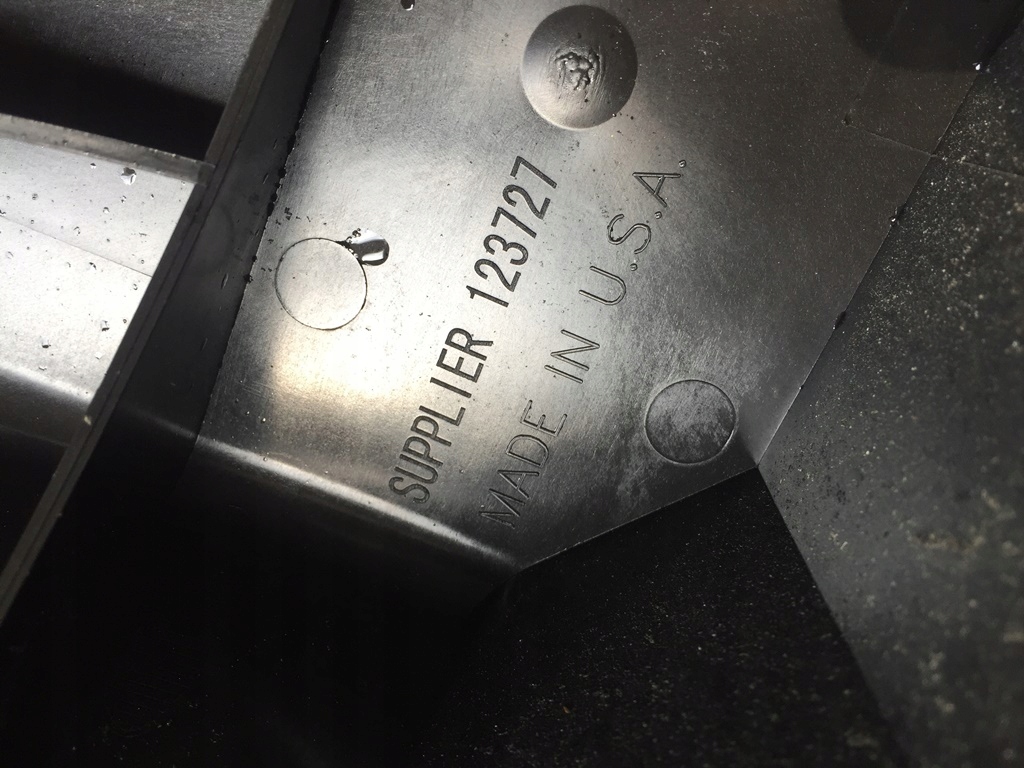 SUPPLIER 123727
MADE IN U.S.A.